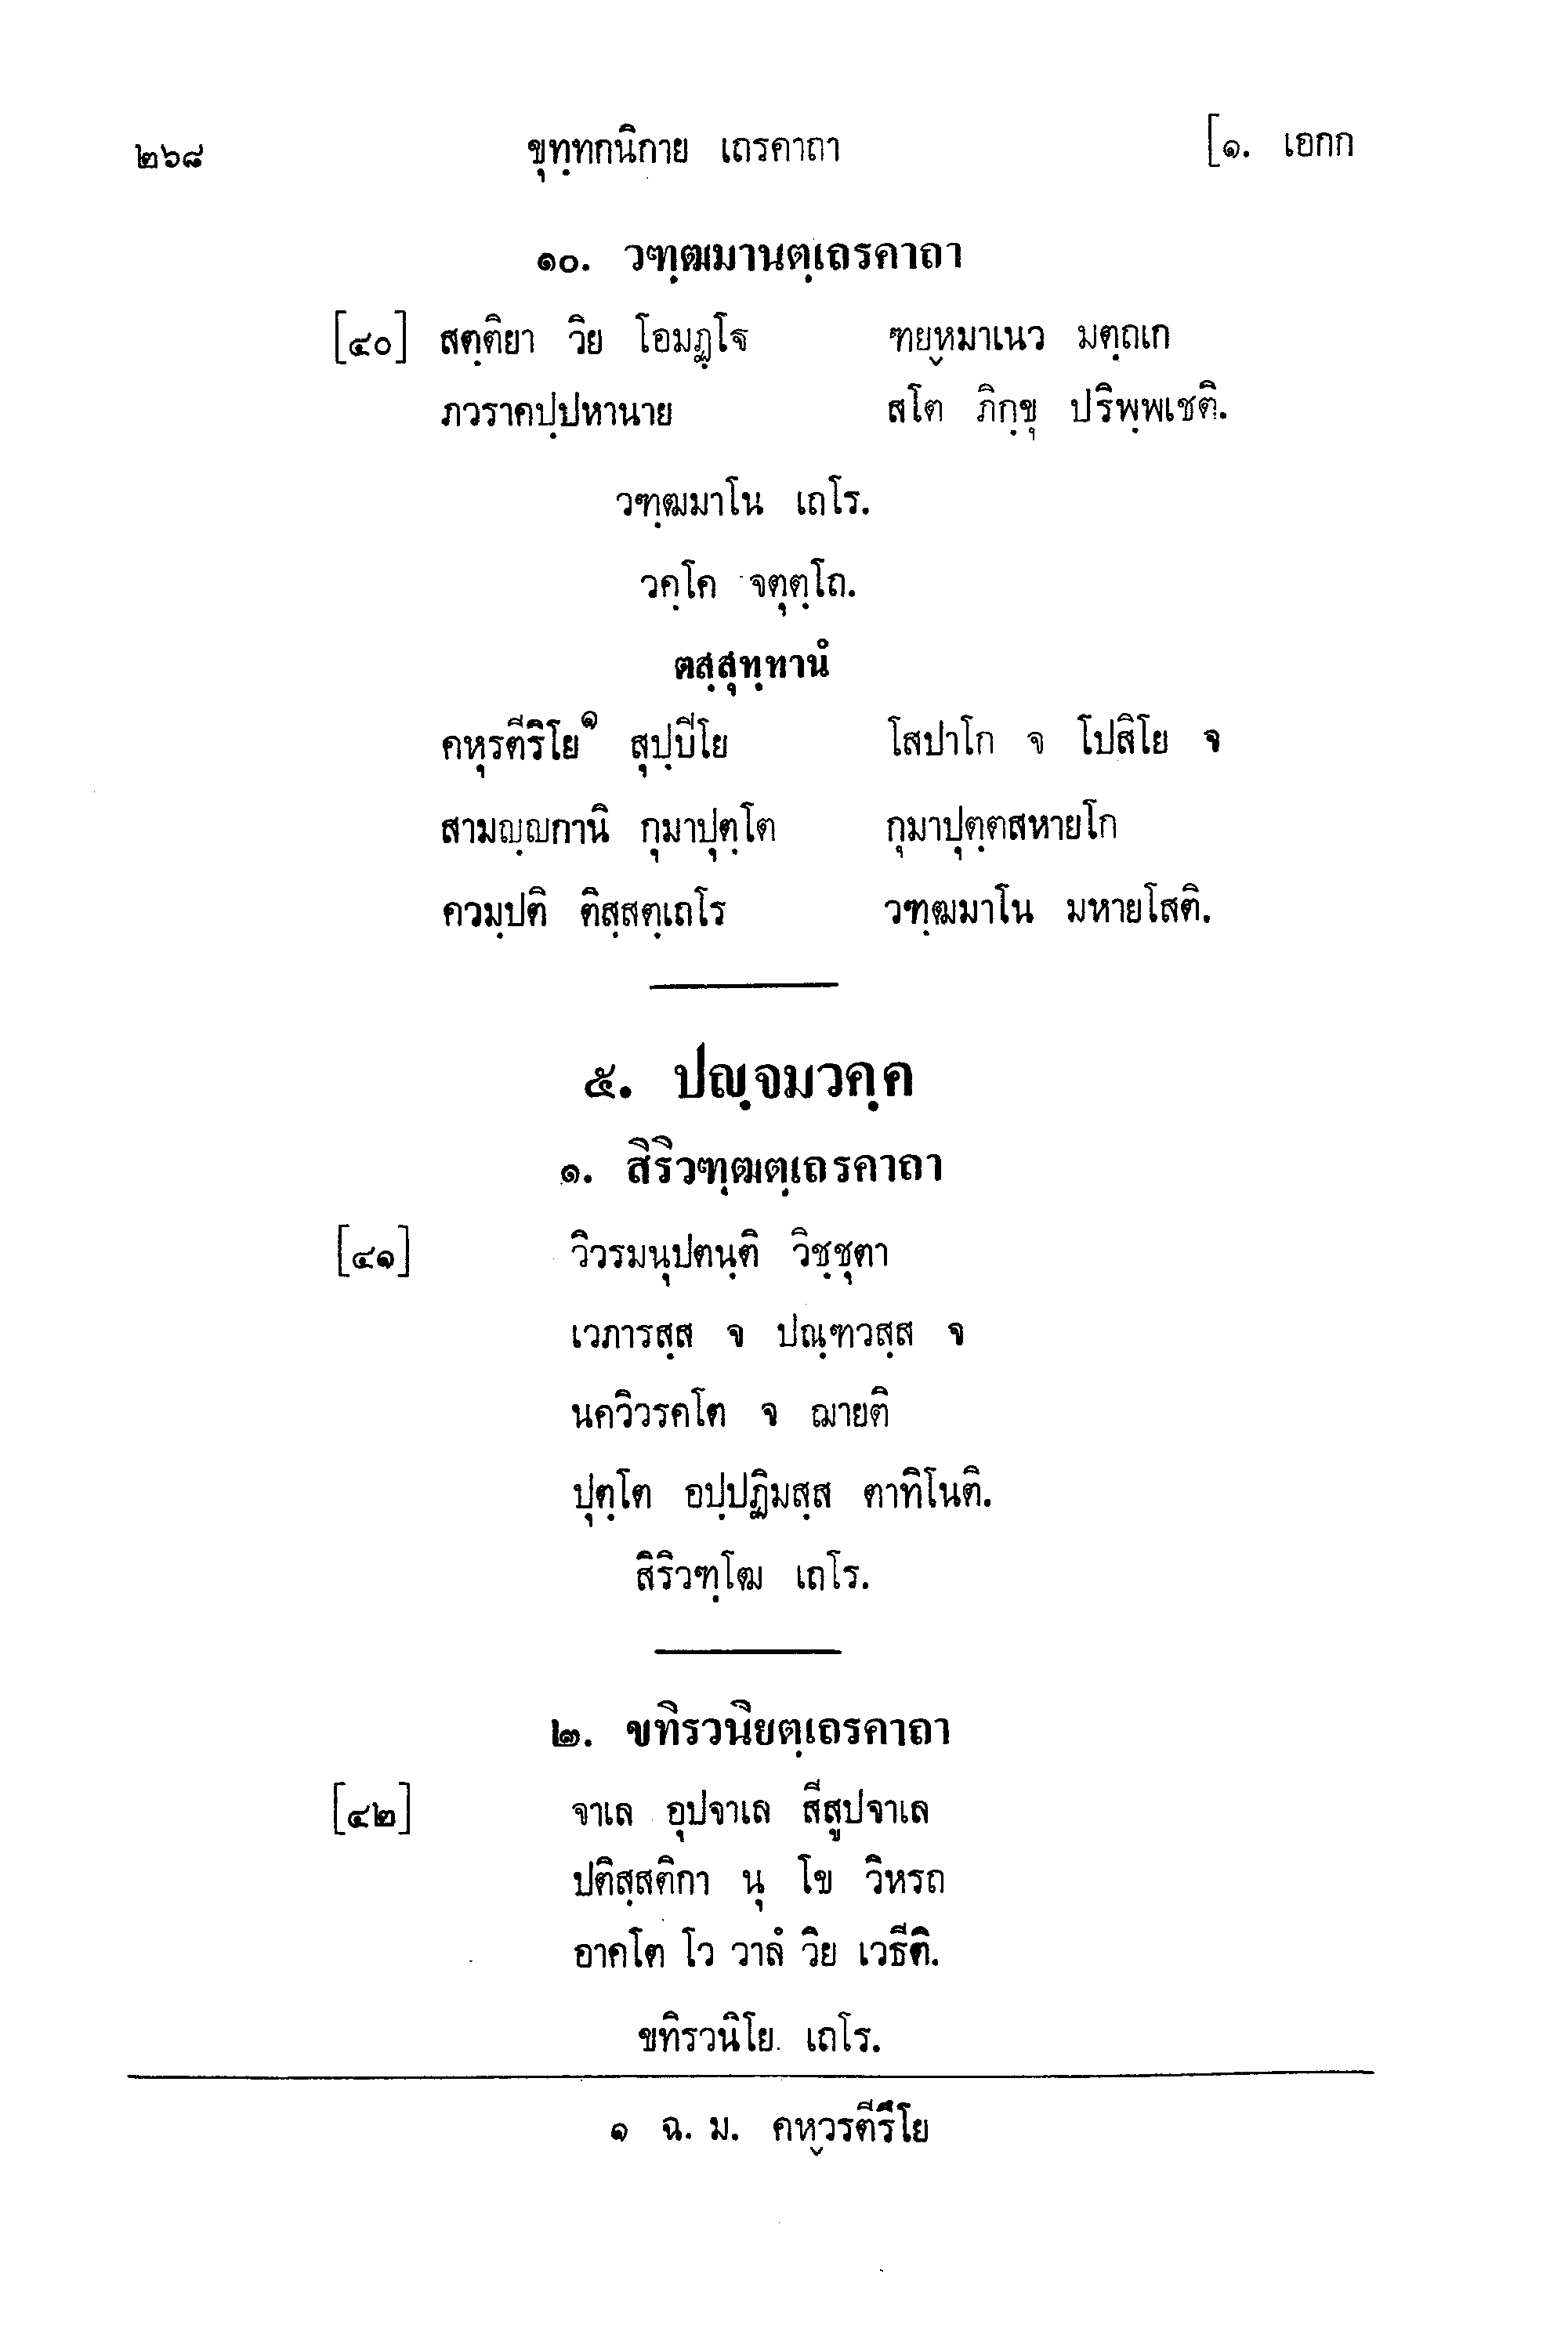 ๒๖๘ ขุทฺทกนิกาย เถรคาถา [๑. เอกก
๑๐. วฑฺฒมานตฺเถรคาถา
[๔๐] สตฺติยา วิย โอมฏฺโฐ ฑยฺหมาเนว มตฺถเก
ภวราคปฺปหานาย สโต ภิกฺขุ ปริพฺพเชติ.
วฑฺฒมาโน เถโร.
วคฺโค จตุตฺโถ.
ตสฺสุทฺทานํ
คหุรตีริโย๑ สุปฺปิโย โสปาโก จ โปสิโย จ
สามญฺญกานิ กุมาปุตฺโต กุมาปุตฺตสหายโก
ควมฺปติ ติสฺสตฺเถโร วฑฺฒมาโน มหายโสติ.
๕. ปญฺจมวคฺค
๑. สิริวฑฺฒตฺเถรคาถา
[๔๑] วิวรมนุปตนฺติ วิชฺชุตา
เวภารสฺส จ ปณฺฑวสฺส จ
นควิวรคโต จ ฌายติ
ปุตฺโต อปฺปฏิมสฺส ตาทิโนติ.
สิริวฑฺโฒ เถโร.
๒. ขทิรวนิยตฺเถรคาถา
[๔๒] จาเล อุปจาเล สีสูปจาเล
ปติสฺสติกา นุ โข วิหรถ
อาคโต โว วาลํ วิย เวธีติ.
ขทิรวนิโย เถโร.
๑ ฉ. ม. คหฺวรตีริโย